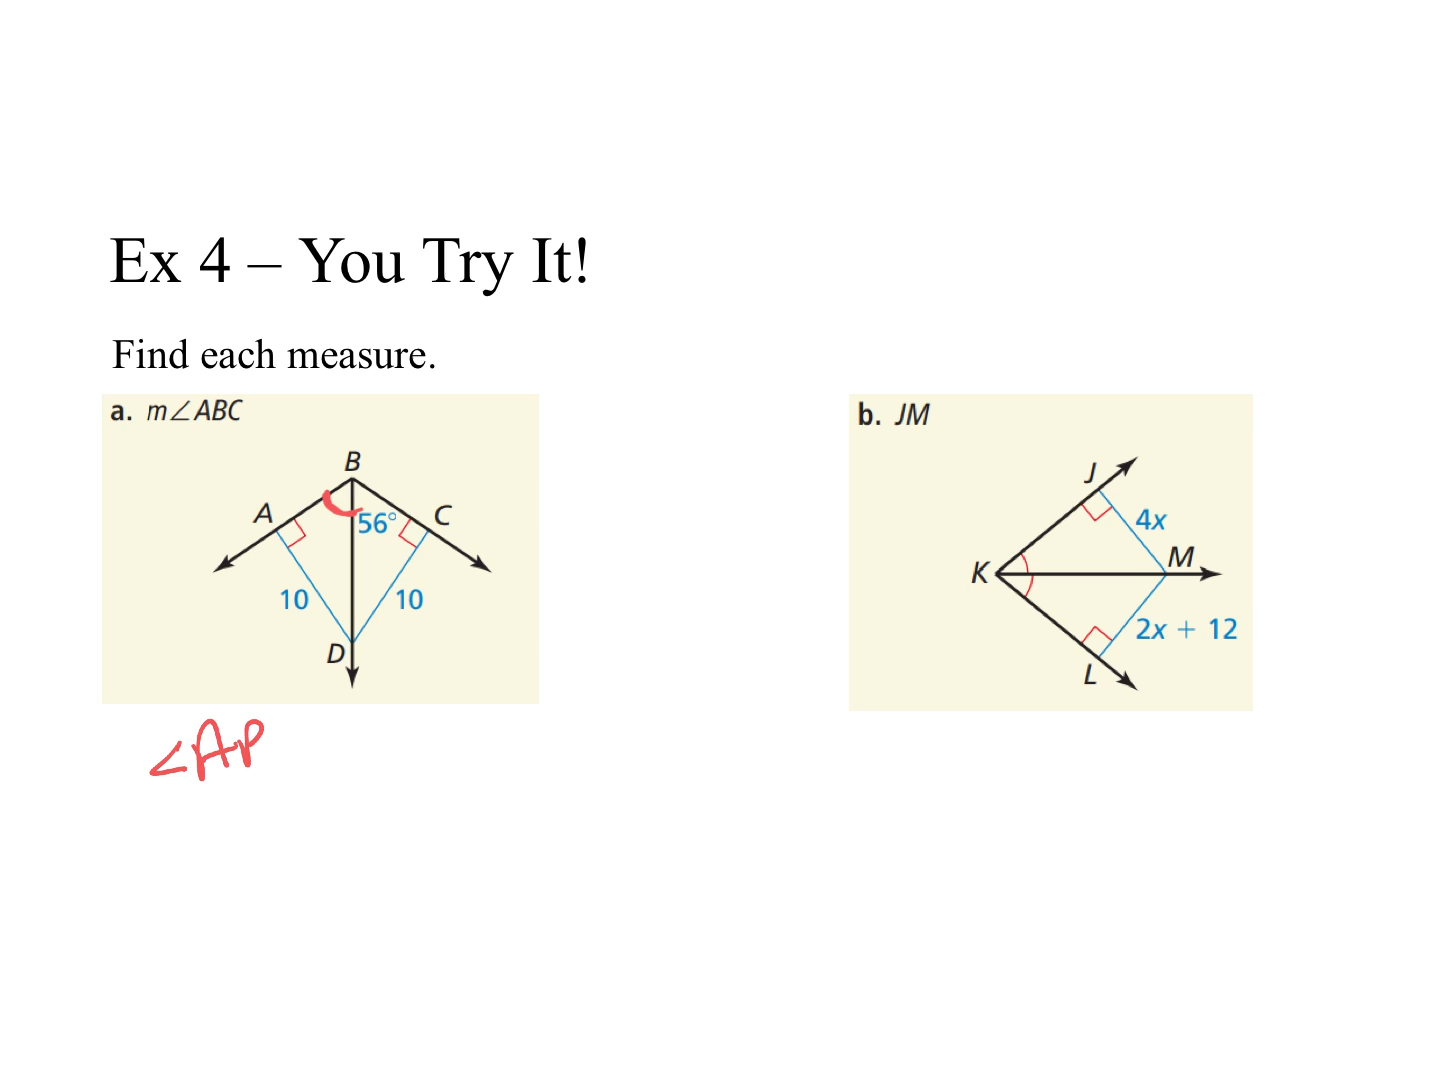 Ex 4 – You Try It!
Find each measure.
a. m∠ABC
B
A
56°
C
10
10
D
b. JM
J
4x
M
K
2x + 12
L
<AP